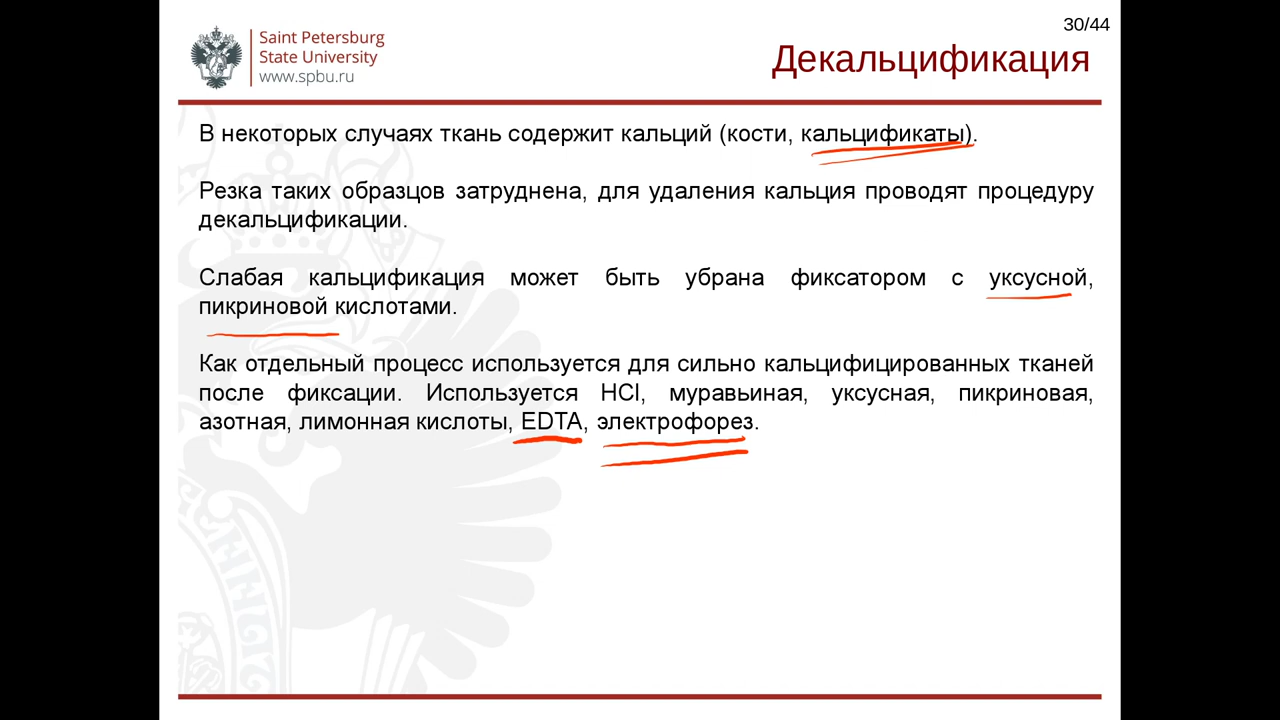 30/44
Saint Petersburg
State University
www.spbu.ru
Декальцификация
В некоторых случаях ткань содержит кальций (кости, кальцификаты).
Резка таких образцов затруднена, для удаления кальция проводят процедуру
декальцификации.
Слабая кальцификация может быть убрана фиксатором с уксусной,
пикриновой кислотами.
Как отдельный процесс используется для сильно кальцифицированных тканей
после фиксации. Используется HCl, муравьиная, уксусная, пикриновая,
азотная, лимонная кислоты, EDTA, электрофорез.